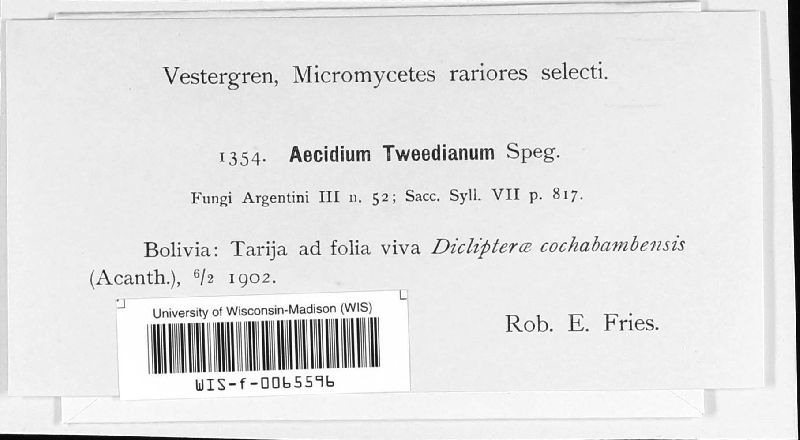 Vestergren, Micromycetes rariores selecti.
1354. Aecidium Tweedianum Speg.
Fungi Argentini III n. 52; Sacc. Syll. VII p. 817.
Bolivia: Tarija ad folia viva Diclipteræ cochabambensis
(Acanth.), 6/2 1902.
Rob. E. Fries.
University of Wisconsin-Madison (WIS)
WIS-f-0065596